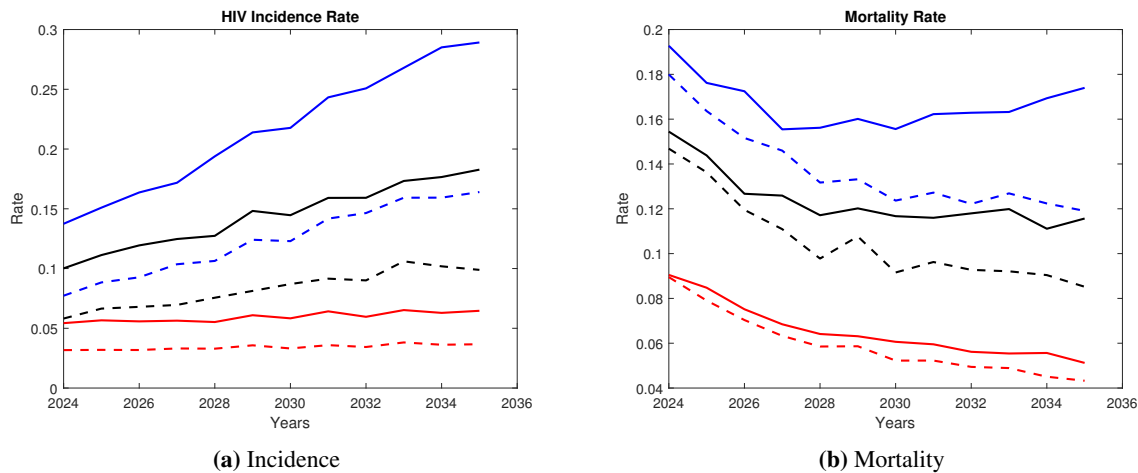 HIV Incidence Rate
0.3
0.25
0.2
0.15
0.1
0.05
0
Rate
2024 2026 2028 2030 2032 2034 2036
Years
(a) Incidence
Mortality Rate
0.2
0.18
0.16
0.14
0.12
0.1
0.08
0.06
0.04
Rate
2024 2026 2028 2030 2032 2034 2036
Years
(b) Mortality